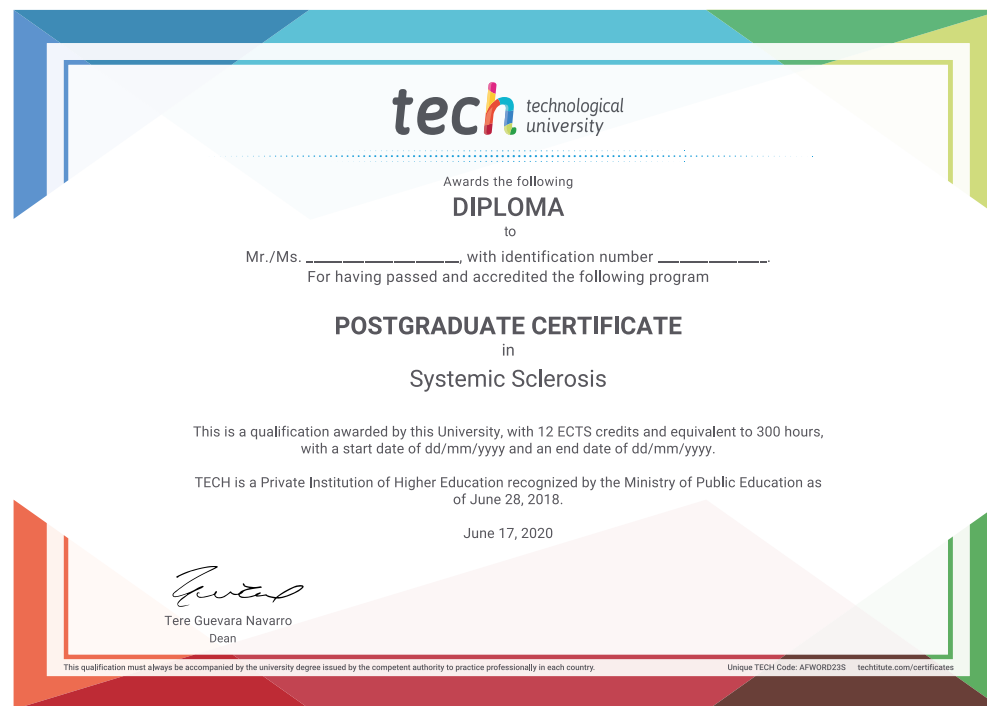 tech technological
university
Awards the following
DIPLOMA
to
Mr./Ms. ____________________, with identification number ______________.
For having passed and accredited the following program
POSTGRADUATE CERTIFICATE
in
Systemic Sclerosis
This is a qualification awarded by this University, with 12 ECTS credits and equivalent to 300 hours,
with a start date of dd/mm/yyyy and an end date of dd/mm/yyyy.
TECH is a Private Institution of Higher Education recognized by the Ministry of Public Education as
of June 28, 2018.
June 17, 2020
Tere Guevara Navarro
Dean
This qualification must always be accompanied by the university degree issued by the competent authority to practice professionally in each country.
Unique TECH Code: AFWORD23S techtitute.com/certificates